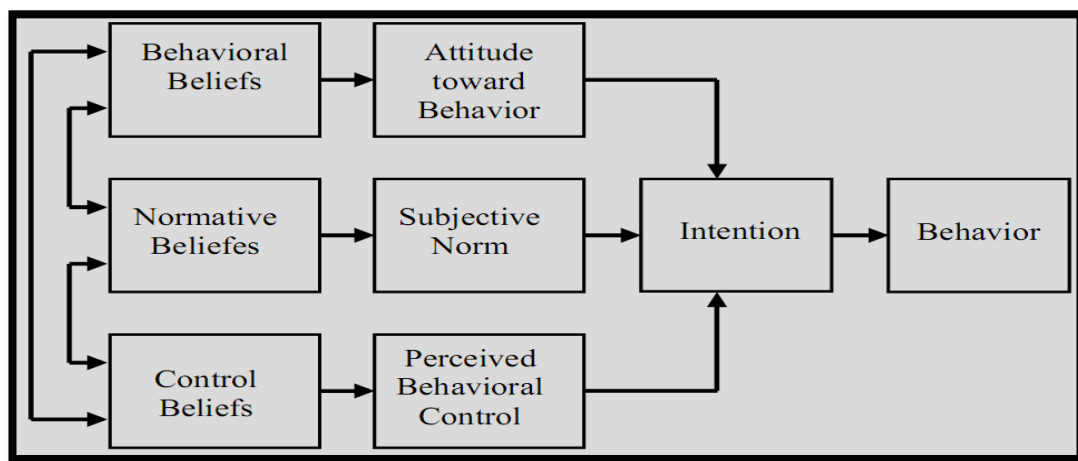 Behavioral
Beliefs
Attitude
toward
Behavior
Normative
Beliefes
Subjective
Norm
Intention
Behavior
Control
Beliefs
Perceived
Behavioral
Control